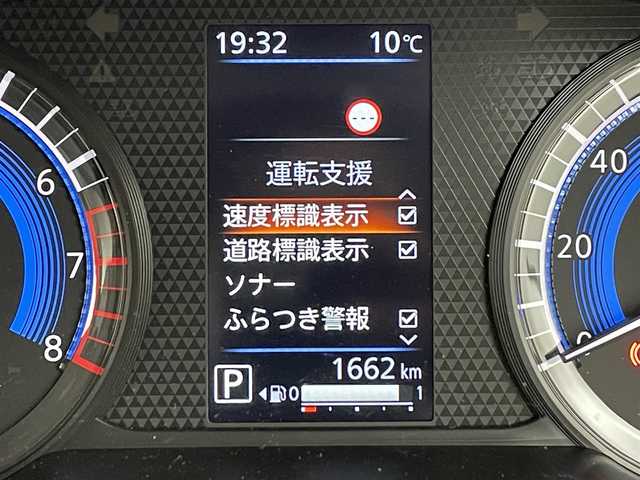 19:32 10℃
運転支援
速度標識表示
道路標識表示
ソナー
ふらつき警報
1662 km
P 0 1
6
7
8
40
20
0